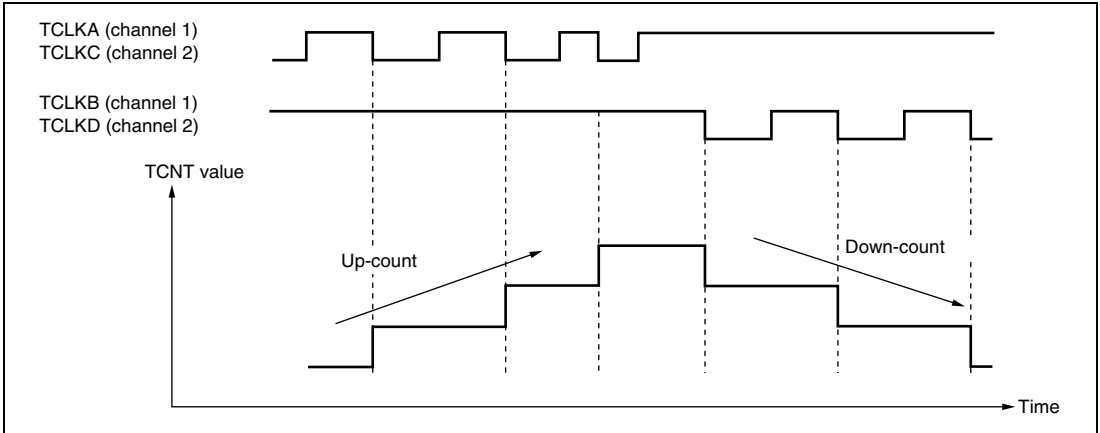 TCLKA (channel 1)
TCLKC (channel 2)
TCLKB (channel 1)
TCLKD (channel 2)
TCNT value
Up-count
Down-count
Time